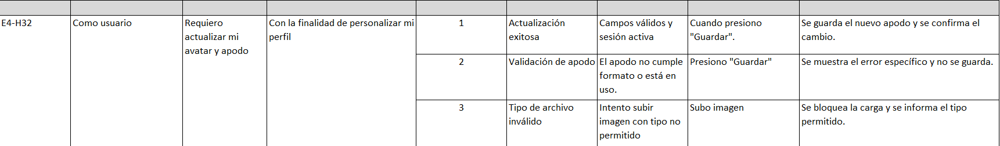 E4-H32
Como usuario
Requiero
actualizar mi
avatar y apodo
Con la finalidad de personalizar mi
perfil
1
Actualización
exitosa
Campos válidos y
sesión activa
Cuando presiono
"Guardar".
Se guarda el nuevo apodo y se confirma el
cambio.
2
Validación de apodo
El apodo no cumple
formato o está en
uso.
Presiono "Guardar"
Se muestra el error específico y no se guarda.
3
Tipo de archivo
inválido
Intento subir
imagen con tipo no
permitido
Subo imagen
Se bloquea la carga y se informa el tipo
permitido.